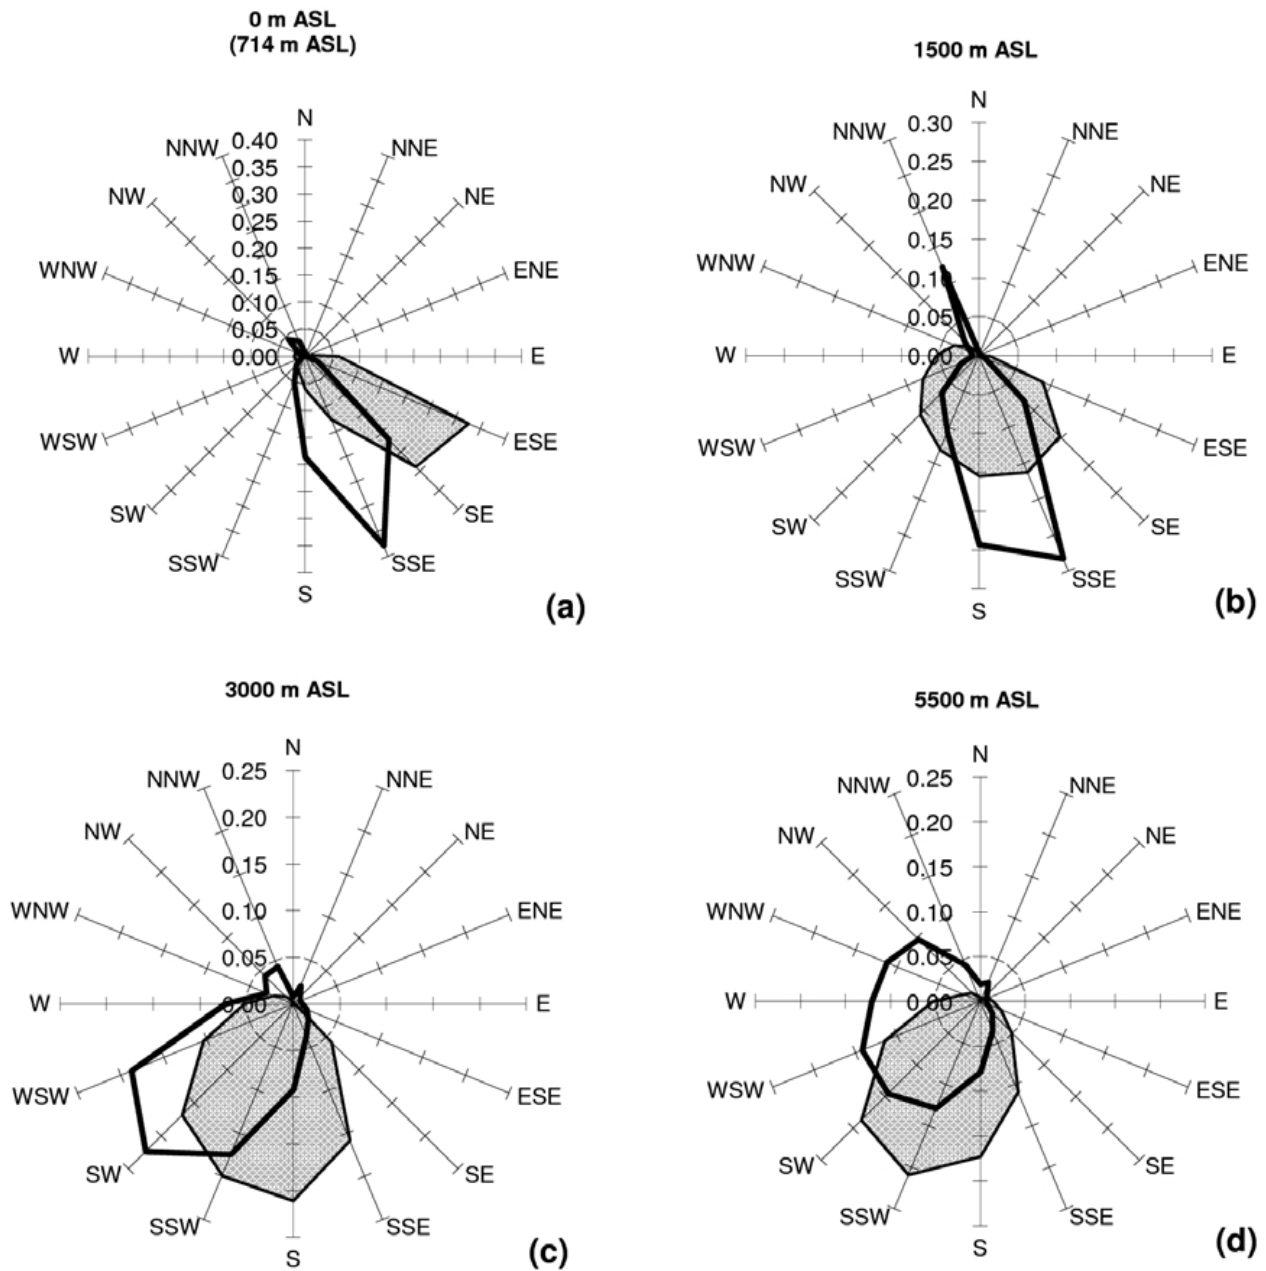 0 m ASL
(714 m ASL)
N
NNW
NNE
NW
NE
WNW
ENE
W
E
WSW
ESE
SW
SE
SSW
SSE
S
0.40
0.35
0.30
0.25
0.20
0.15
0.10
0.05
0.00
(a)
1500 m ASL
N
NNW
NNE
NW
NE
WNW
ENE
W
E
WSW
ESE
SW
SE
SSW
SSE
S
0.30
0.25
0.20
0.15
0.10
0.05
0.00
(b)
3000 m ASL
N
NNW
NNE
NW
NE
WNW
ENE
W
E
WSW
ESE
SW
SE
SSW
SSE
S
0.25
0.20
0.15
0.10
0.05
0.00
(c)
5500 m ASL
N
NNW
NNE
NW
NE
WNW
ENE
W
E
WSW
ESE
SW
SE
SSW
SSE
S
0.25
0.20
0.15
0.10
0.05
0.00
(d)